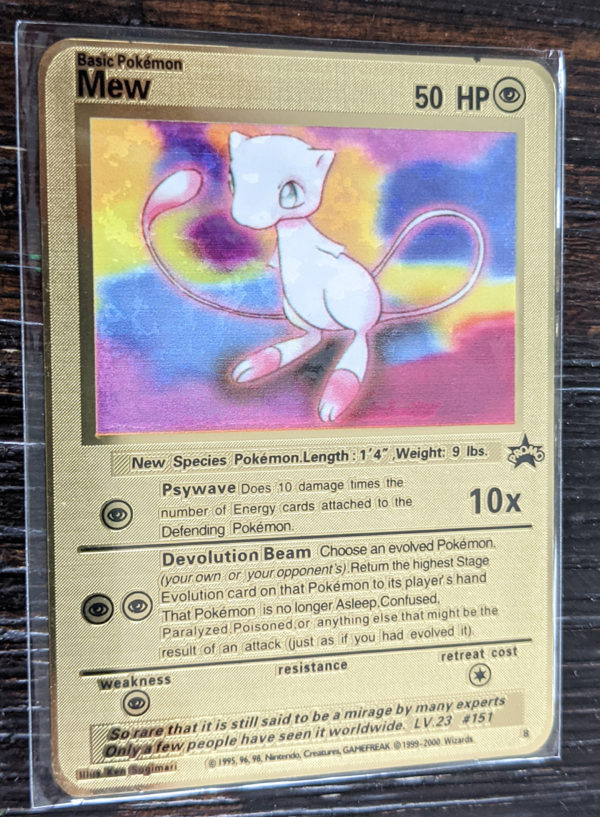 Basic Pokémon
Mew
50 HP
New Species Pokémon.Length : 1'4" ,Weight: 9 lbs.
PROMO
Psywave Does 10 damage times the
number of Energy cards attached to the
Defending Pokémon.
10x
Devolution Beam Choose an evolved Pokémon.
(your own or your opponent's).Return the highest Stage
Evolution card on that Pokémon to its player's hand
That Pokémon is no longer Asleep,Confused,
Paralyzed,Poisoned,or anything else that might be the
result of an attack (just as if you had evolved it).
weakness
resistance
retreat cost
So rare that it is still said to be a mirage by many experts
Only a few people have seen it worldwide. LV.23 #151
Illus. Ken Sugimari
© 1995, 96, 98, Nintendo, Creatures, GAMEFREAK © 1999-2000 Wizards.
8